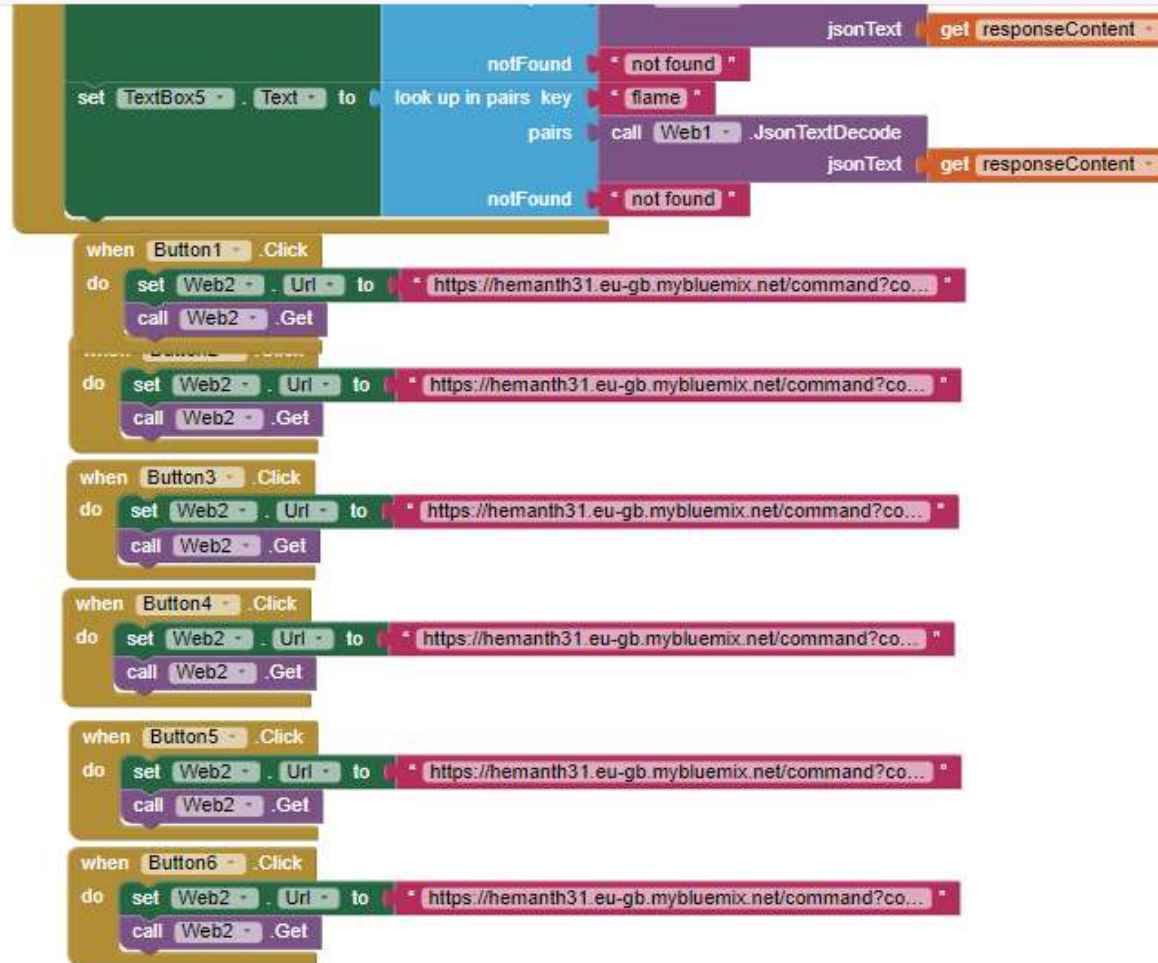 jsonText get responseContent
notFound " not found "
set TextBox5 . Text to look up in pairs key " flame "
pairs call Web1 .JsonTextDecode
jsonText get responseContent
notFound " not found "
when Button1 .Click
do set Web2 . Url to " https://hemanth31.eu-gb.mybluemix.net/command?co... "
call Web2 .Get
do set Web2 . Url to " https://hemanth31.eu-gb.mybluemix.net/command?co... "
call Web2 .Get
when Button3 .Click
do set Web2 . Url to " https://hemanth31.eu-gb.mybluemix.net/command?co... "
call Web2 .Get
when Button4 .Click
do set Web2 . Url to " https://hemanth31.eu-gb.mybluemix.net/command?co... "
call Web2 .Get
when Button5 .Click
do set Web2 . Url to " https://hemanth31.eu-gb.mybluemix.net/command?co... "
call Web2 .Get
when Button6 .Click
do set Web2 . Url to " https://hemanth31.eu-gb.mybluemix.net/command?co... "
call Web2 .Get